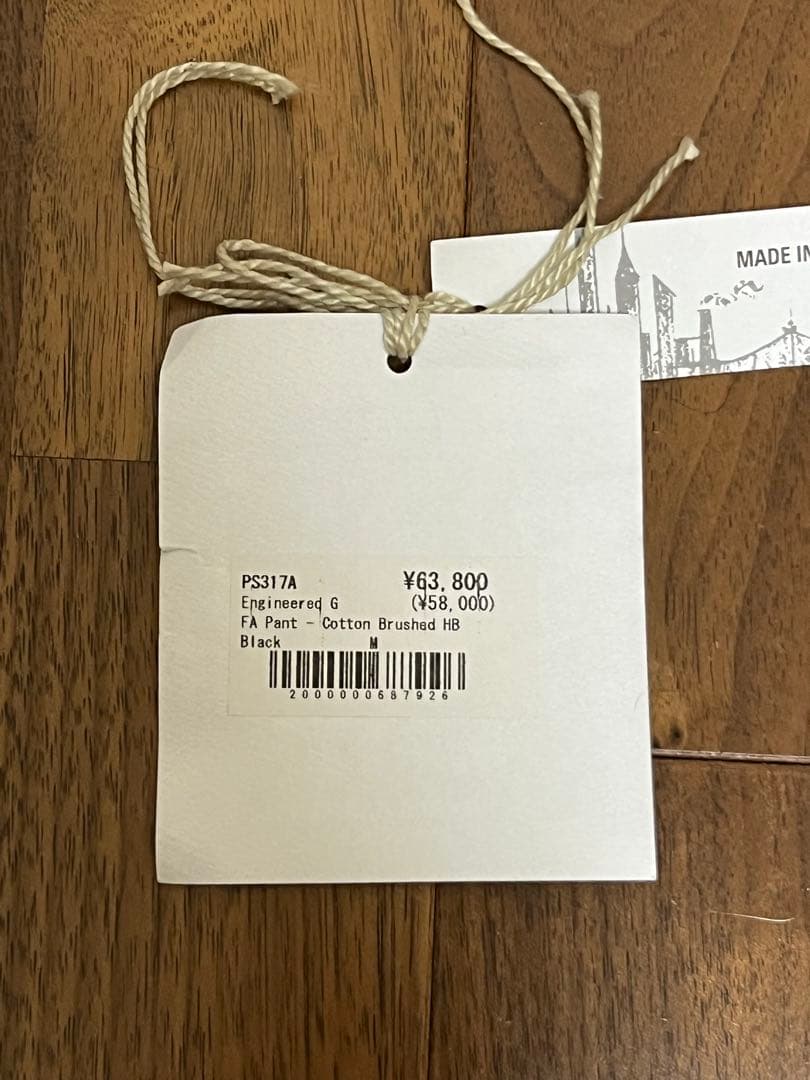 MADE IN
PS317A ¥63,800
Engineered G (¥58,000)
FA Pant - Cotton Brushed HB
Black M
2000000687926